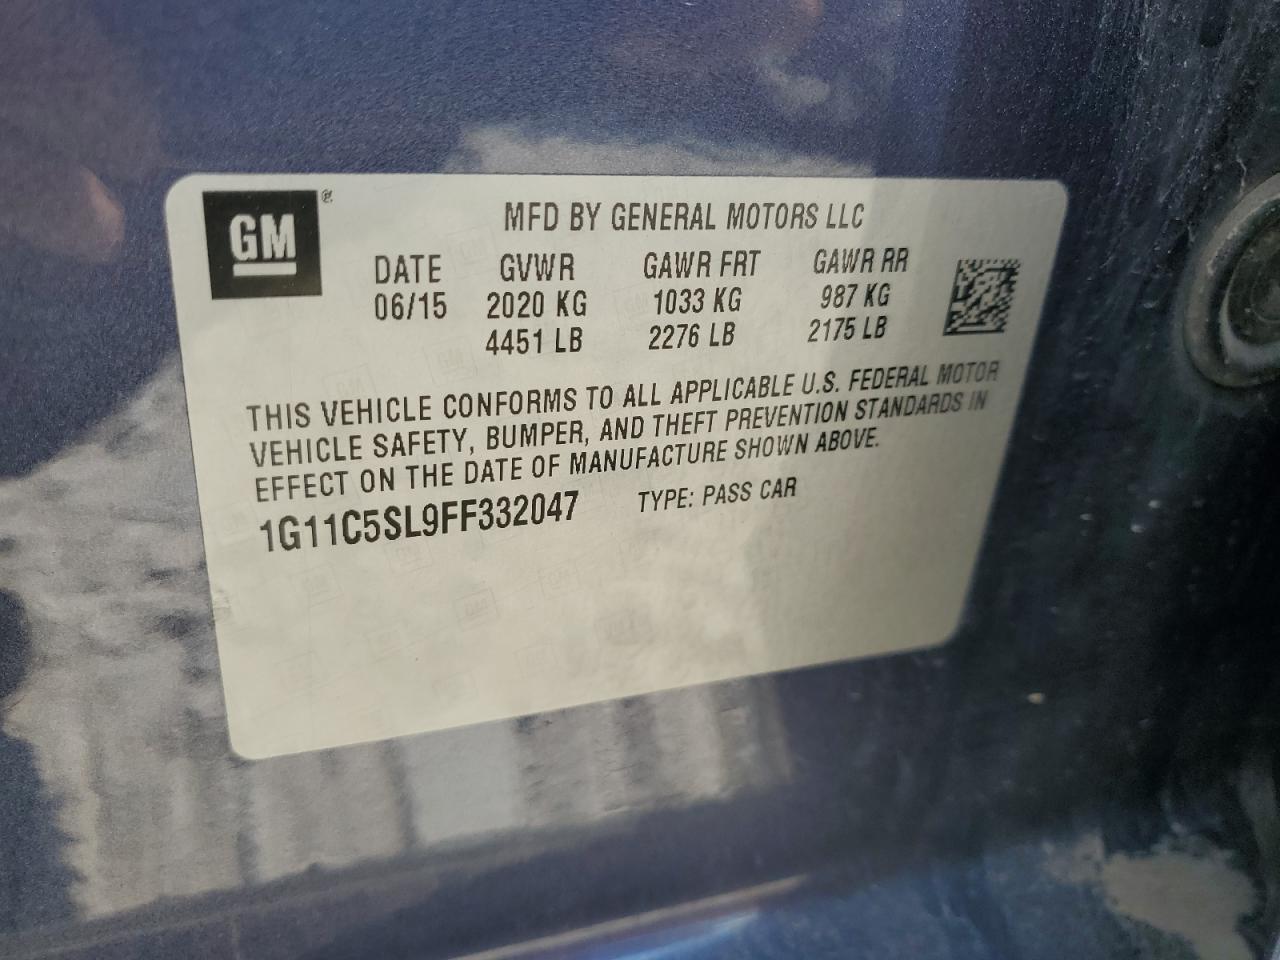 GM ®
MFD BY GENERAL MOTORS LLC
DATE GVWR GAWR FRT GAWR RR
06/15 2020 KG 1033 KG 987 KG
4451 LB 2276 LB 2175 LB
THIS VEHICLE CONFORMS TO ALL APPLICABLE U.S. FEDERAL MOTOR
VEHICLE SAFETY, BUMPER, AND THEFT PREVENTION STANDARDS IN
EFFECT ON THE DATE OF MANUFACTURE SHOWN ABOVE.
1G11C5SL9FF332047 TYPE: PASS CAR